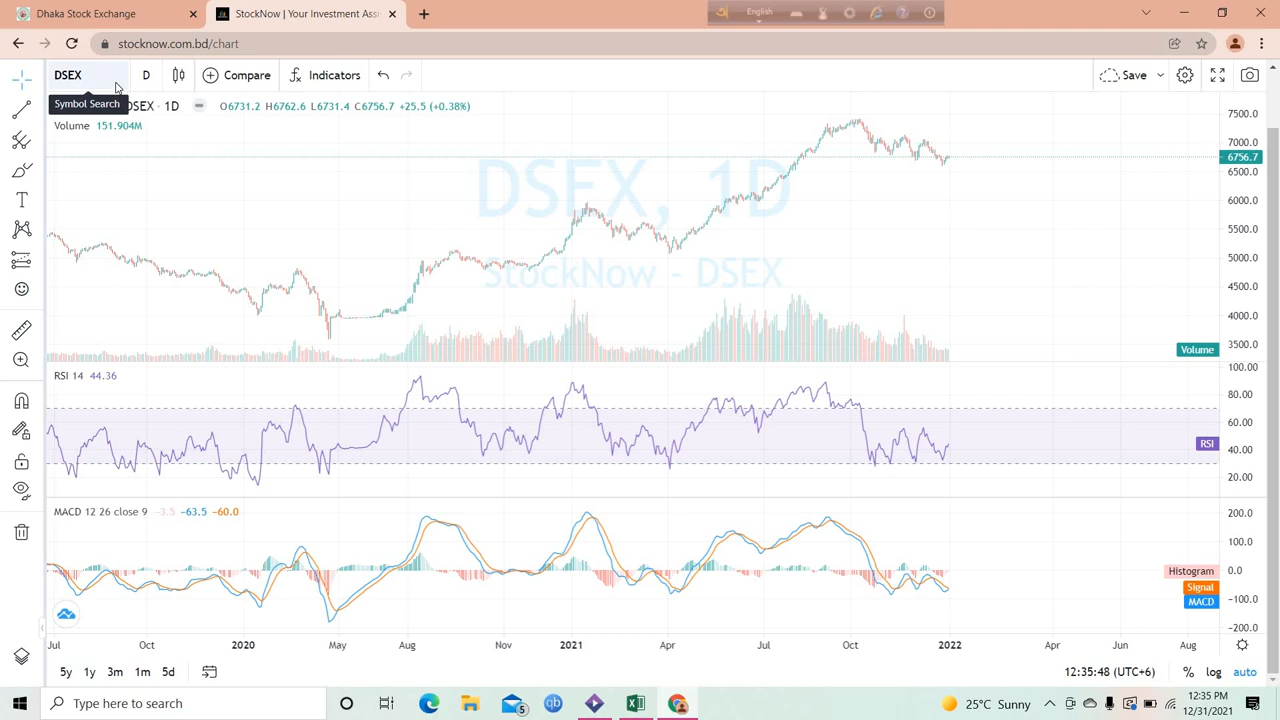 Dhaka Stock Exchange
StockNow | Your Investment Assi
English
stocknow.com.bd/chart
DSEX
D
Compare
Indicators
Save
Symbol Search
DSEX · 1D
O6731.2 H6762.6 L6731.4 C6756.7 +25.5 (+0.38%)
Volume 151.904M
DSEX, 1D
StockNow - DSEX
7500.0
7000.0
6756.7
6500.0
6000.0
5500.0
5000.0
4500.0
4000.0
3500.0
Volume
RSI 14 44.36
100.00
80.00
60.00
RSI
40.00
20.00
MACD 12 26 close 9 −3.5 −63.5 −60.0
200.0
100.0
Histogram
0.0
Signal
−100.0
MACD
−200.0
Jul Oct 2020 May Aug Nov 2021 Apr Jul Oct 2022 Apr Jun Aug
5y 1y 3m 1m 5d
12:35:48 (UTC+6)
% log auto
Type here to search
5
qb
25°C Sunny
12:35 PM
12/31/2021